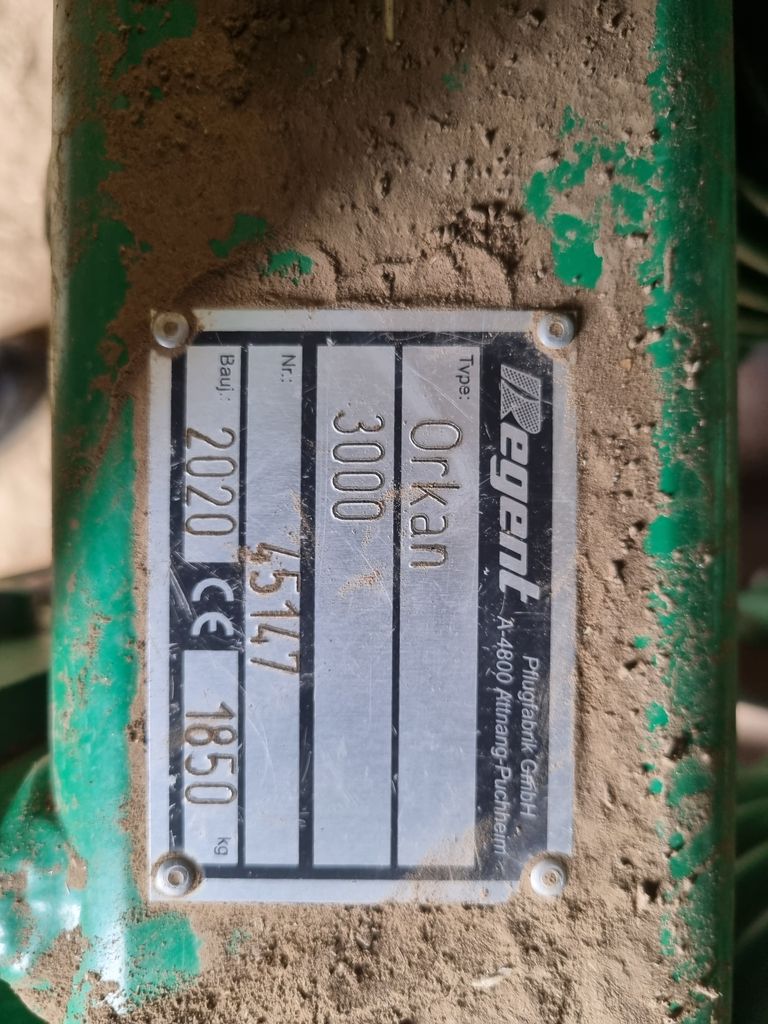 Regent
Pflugfabrik GmbH
A-4800 Attnang-Puchheim
Type: Orkan
3000
Nr.: 45147
Bauj.: 2020 CE 1850 kg